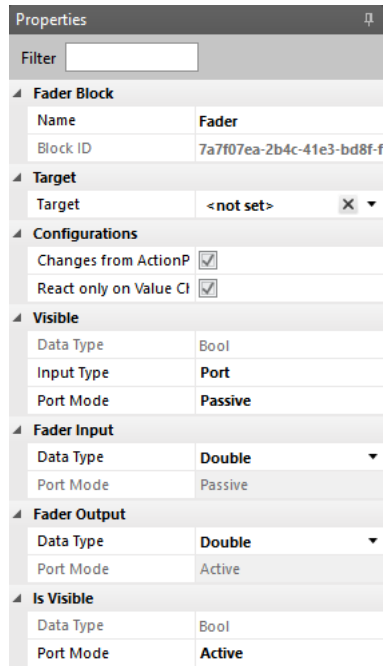 Properties
Filter
Fader Block
Name Fader
Block ID 7a7f07ea-2b4c-41e3-bd8f-f
Target
Target <not set>
Configurations
Changes from ActionP
React only on Value Ch
Visible
Data Type Bool
Input Type Port
Port Mode Passive
Fader Input
Data Type Double
Port Mode Passive
Fader Output
Data Type Double
Port Mode Active
Is Visible
Data Type Bool
Port Mode Active